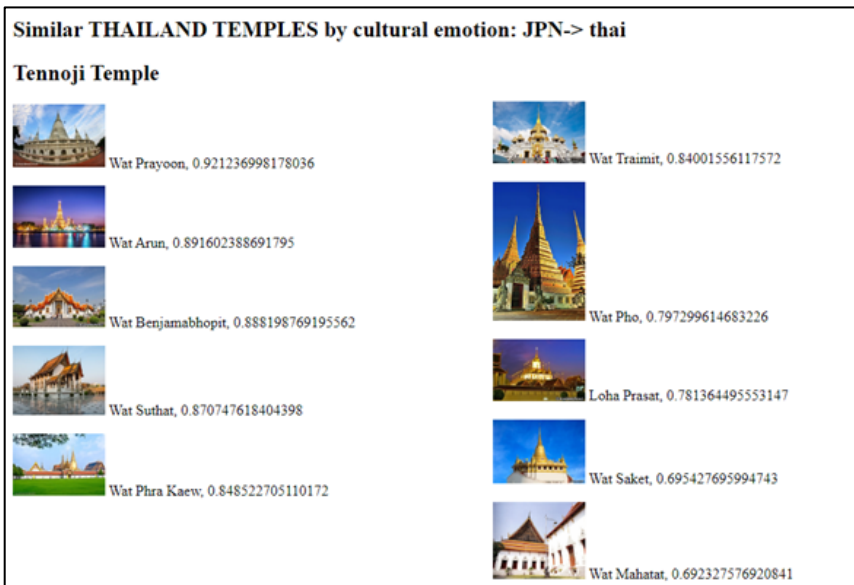 Similar THAILAND TEMPLES by cultural emotion: JPN-> thai
Tennoji Temple
Wat Prayoon, 0.921236998178036
Wat Arun, 0.891602388691795
Wat Benjamabhopit, 0.888198769195562
Wat Suthat, 0.870747618404398
Wat Phra Kaew, 0.848522705110172
Wat Traimit, 0.84001556117572
Wat Pho, 0.797299614683226
Loha Prasat, 0.781364495553147
Wat Saket, 0.695427695994743
Wat Mahatat, 0.692327576920841